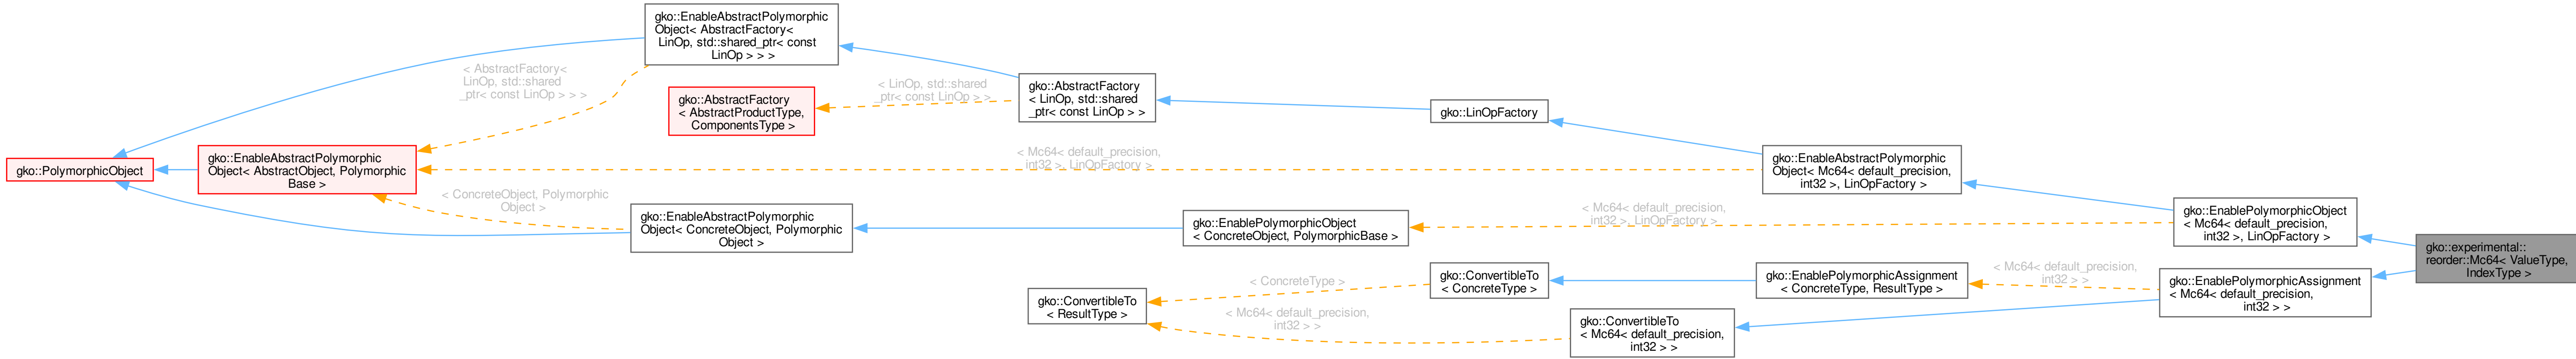 gko::EnableAbstractPolymorphic
Object< AbstractFactory<
LinOp, std::shared_ptr< const
LinOp > > >
< AbstractFactory<
LinOp, std::shared
_ptr< const LinOp > > >
gko::AbstractFactory
< AbstractProductType,
ComponentsType >
< LinOp, std::shared
_ptr< const LinOp > >
gko::AbstractFactory
< LinOp, std::shared
_ptr< const LinOp > >
gko::LinOpFactory
gko::PolymorphicObject
gko::EnableAbstractPolymorphic
Object< AbstractObject, Polymorphic
Base >
< Mc64< default_precision,
int32 >, LinOpFactory >
gko::EnableAbstractPolymorphic
Object< Mc64< default_precision,
int32 >, LinOpFactory >
< ConcreteObject, Polymorphic
Object >
gko::EnableAbstractPolymorphic
Object< ConcreteObject, Polymorphic
Object >
gko::EnablePolymorphicObject
< ConcreteObject, PolymorphicBase >
< Mc64< default_precision,
int32 >, LinOpFactory >
gko::EnablePolymorphicObject
< Mc64< default_precision,
int32 >, LinOpFactory >
gko::experimental::
reorder::Mc64< ValueType,
IndexType >
gko::ConvertibleTo
< ResultType >
< ConcreteType >
gko::ConvertibleTo
< ConcreteType >
gko::EnablePolymorphicAssignment
< ConcreteType, ResultType >
< Mc64< default_precision,
int32 > >
gko::EnablePolymorphicAssignment
< Mc64< default_precision,
int32 > >
< Mc64< default_precision,
int32 > >
gko::ConvertibleTo
< Mc64< default_precision,
int32 > >